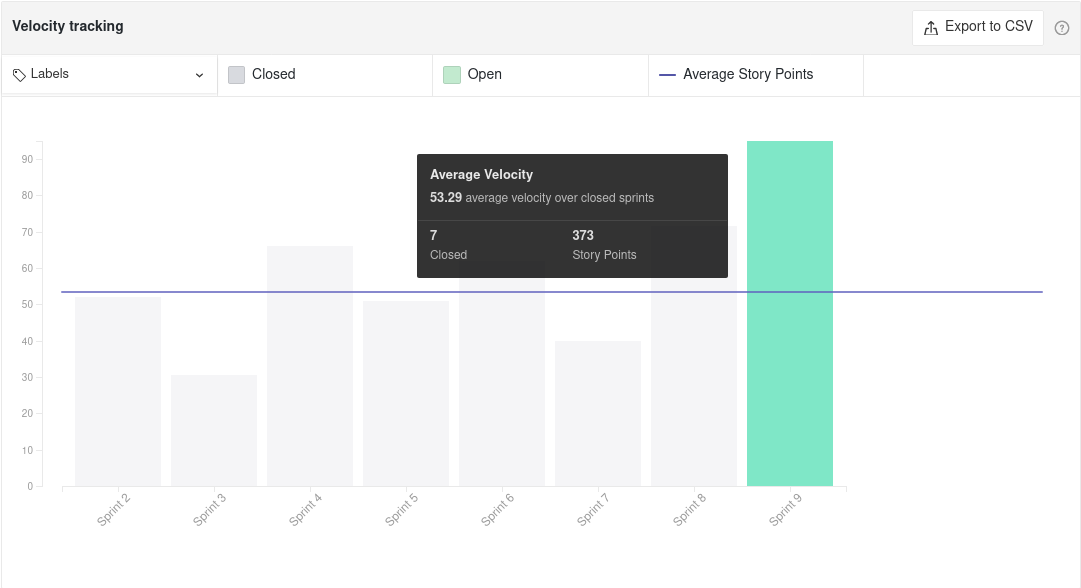 Velocity tracking
Export to CSV
?
Labels
Closed
Open
Average Story Points
Average Velocity
53.29 average velocity over closed sprints
7
Closed
373
Story Points
90
80
70
60
50
40
30
20
10
0
Sprint 2
Sprint 3
Sprint 4
Sprint 5
Sprint 6
Sprint 7
Sprint 8
Sprint 9